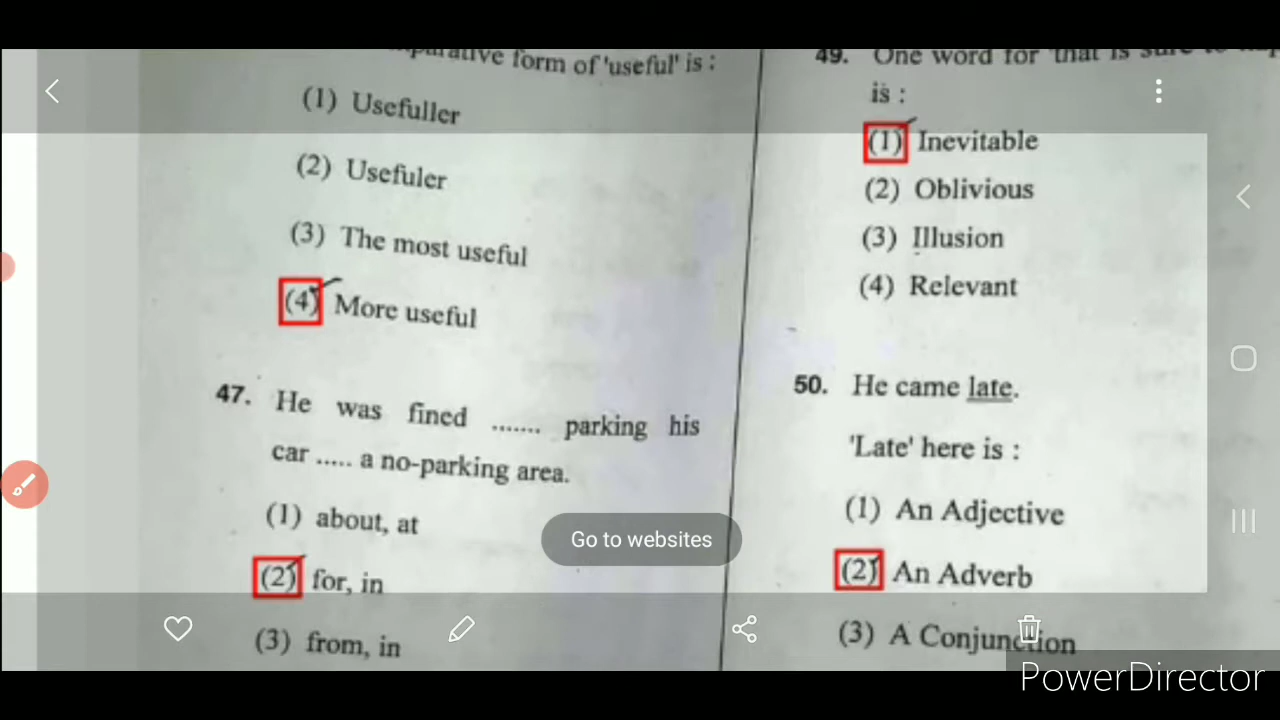 form of 'useful' is :
(1) Usefuller
(2) Usefuler
(3) The most useful
(4) More useful
47. He was fined ....... parking his
car ..... a no-parking area.
(1) about, at
(2) for, in
(3) from, in
49. One word for 'that is sure to
is :
(1) Inevitable
(2) Oblivious
(3) Illusion
(4) Relevant
50. He came late.
'Late' here is :
(1) An Adjective
(2) An Adverb
(3) A Conjunction
Go to websites
PowerDirector